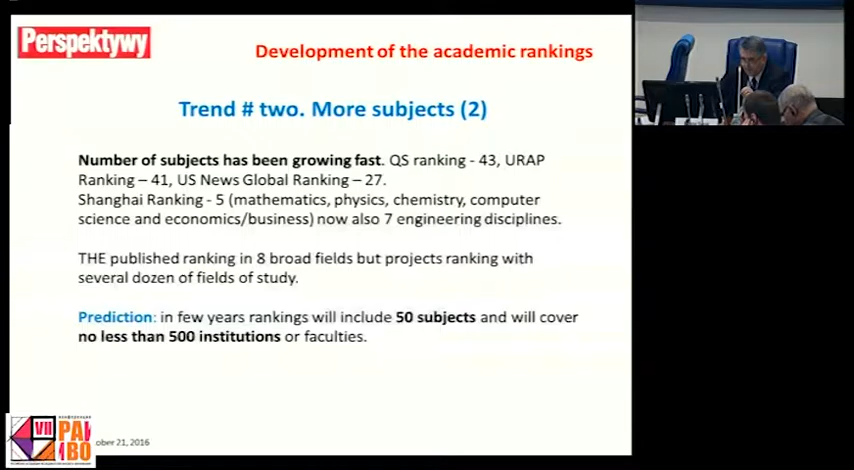 Perspektywy
Development of the academic rankings
Trend # two. More subjects (2)
Number of subjects has been growing fast. QS ranking - 43, URAP
Ranking – 41, US News Global Ranking – 27.
Shanghai Ranking - 5 (mathematics, physics, chemistry, computer
science and economics/business) now also 7 engineering disciplines.
THE published ranking in 8 broad fields but projects ranking with
several dozen of fields of study.
Prediction: in few years rankings will include 50 subjects and will cover
no less than 500 institutions or faculties.
VII
ober 21, 2016